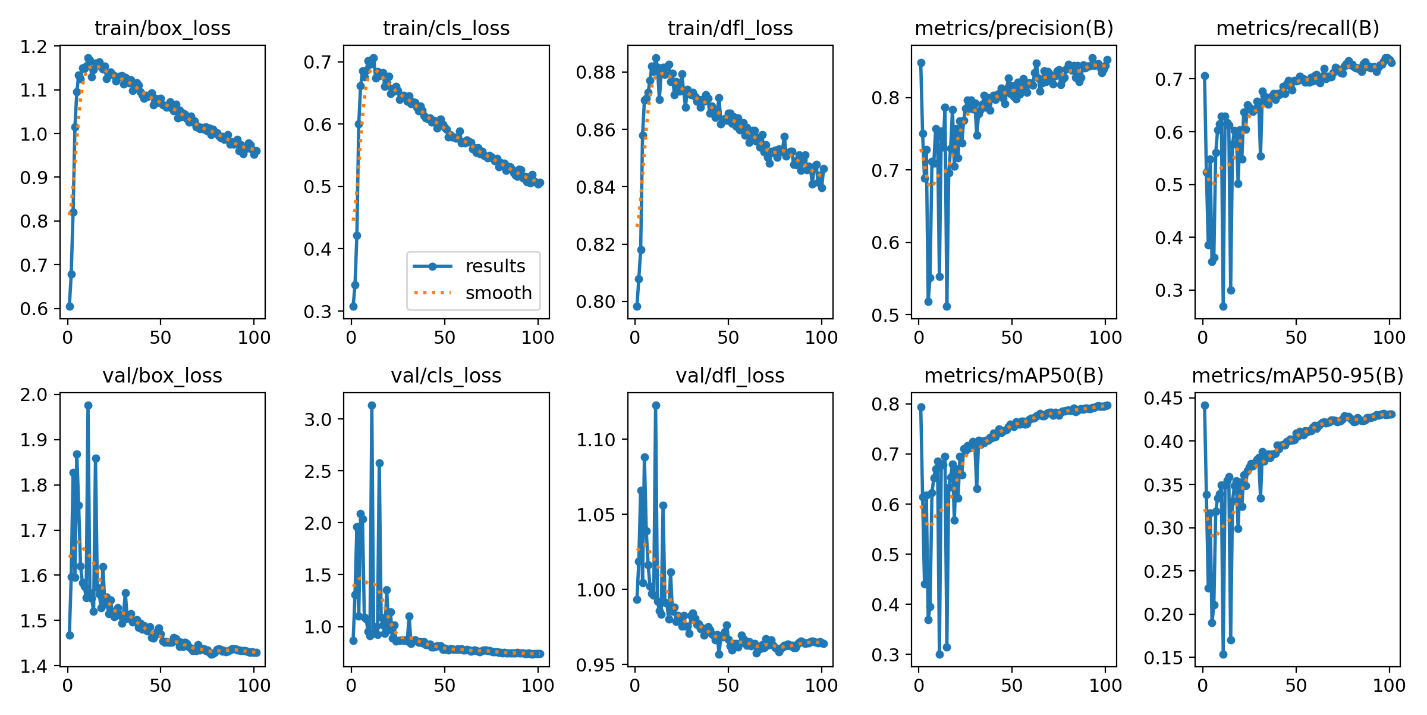 train/box_loss
train/cls_loss
train/dfl_loss
metrics/precision(B)
metrics/recall(B)
1.2
1.1
1.0
0.9
0.8
0.7
0.6
0 50 100
0.7
0.6
0.5
0.4
0.3
results
smooth
0 50 100
0.88
0.86
0.84
0.82
0.80
0 50 100
0.8
0.7
0.6
0.5
0 50 100
0.7
0.6
0.5
0.4
0.3
0 50 100
val/box_loss
val/cls_loss
val/dfl_loss
metrics/mAP50(B)
metrics/mAP50-95(B)
2.0
1.9
1.8
1.7
1.6
1.5
1.4
0 50 100
3.0
2.5
2.0
1.5
1.0
0 50 100
1.10
1.05
1.00
0.95
0 50 100
0.8
0.7
0.6
0.5
0.4
0.3
0 50 100
0.45
0.40
0.35
0.30
0.25
0.20
0.15
0 50 100